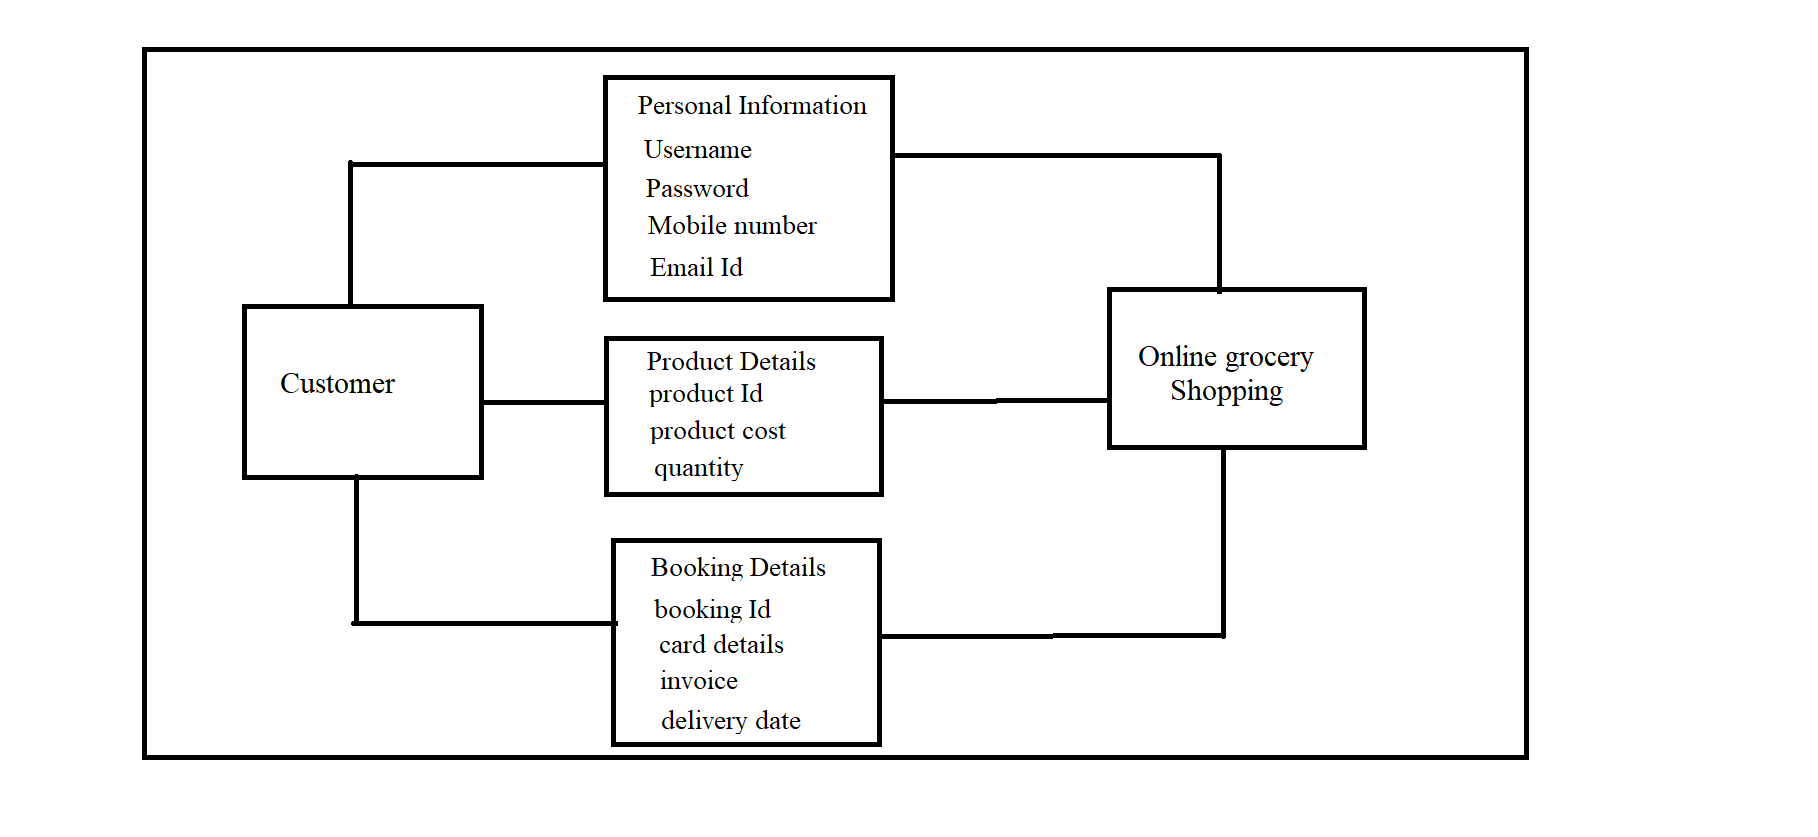 Personal Information
Username
Password
Mobile number
Email Id
Customer
Product Details
product Id
product cost
quantity
Online grocery
Shopping
Booking Details
booking Id
card details
invoice
delivery date